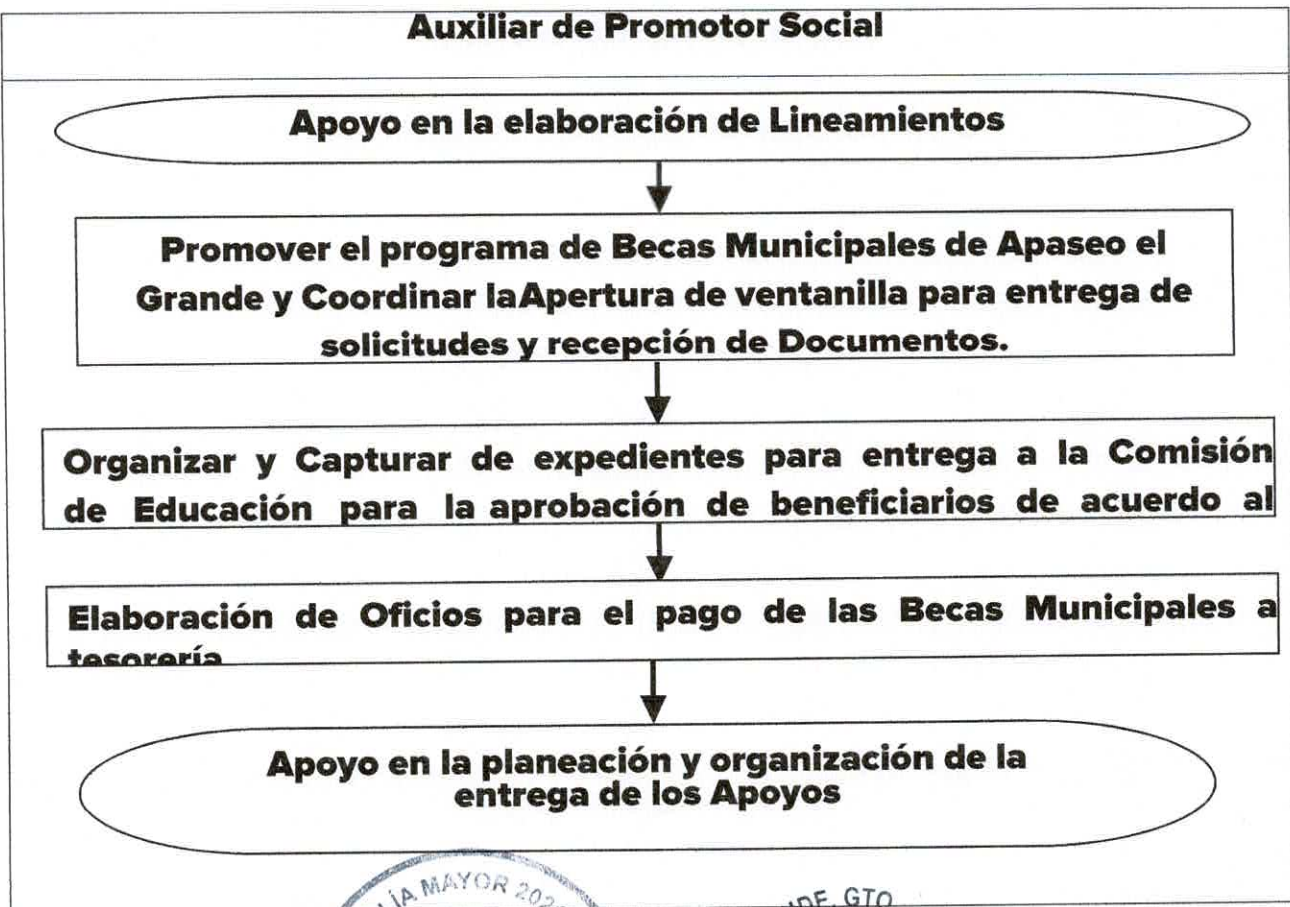 Auxiliar de Promotor Social
Apoyo en la elaboración de Lineamientos
Promover el programa de Becas Municipales de Apaseo el
Grande y Coordinar laApertura de ventanilla para entrega de
solicitudes y recepción de Documentos.
Organizar y Capturar de expedientes para entrega a la Comisión
de Educación para la aprobación de beneficiarios de acuerdo al
Elaboración de Oficios para el pago de las Becas Municipales a
tesorería
Apoyo en la planeación y organización de la
entrega de los Apoyos
MAYOR
GTO